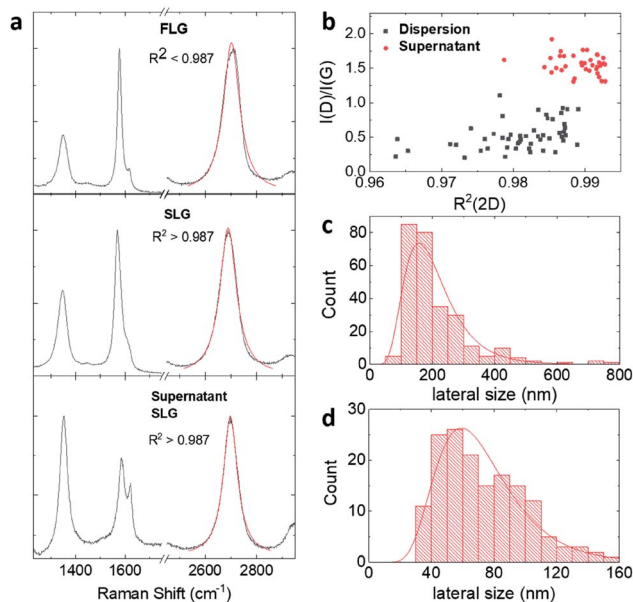 a
FLG
R² < 0.987
SLG
R² > 0.987
Supernatant
SLG
R² > 0.987
1400 1600 2600 2800
Raman Shift (cm⁻¹)
b
Dispersion
Supernatant
I(D)/I(G)
2.0
1.5
1.0
0.5
0.0
0.96 0.97 0.98 0.99
R²(2D)
c
Count
80
60
40
20
0
0 200 400 600 800
lateral size (nm)
d
Count
30
20
10
0
0 40 80 120 160
lateral size (nm)